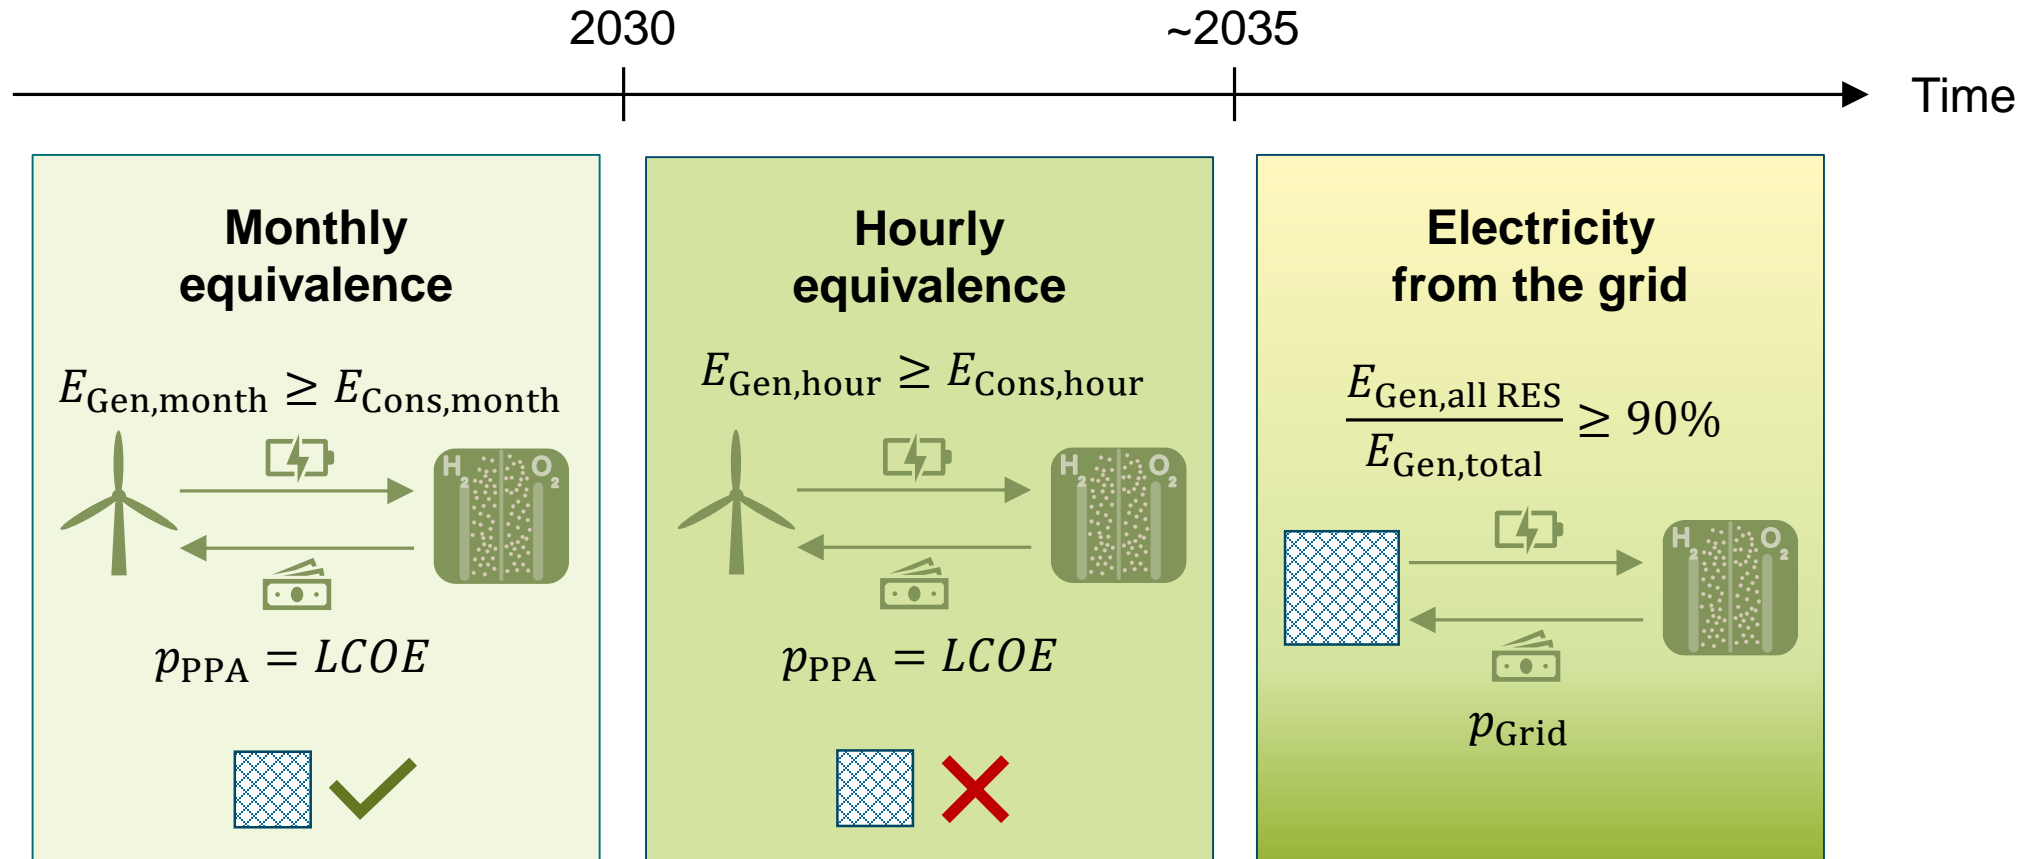 2030
~2035
Time
Monthly
equivalence
E_Gen,month ≥ E_Cons,month
H₂ O₂
p_PPA = LCOE
Hourly
equivalence
E_Gen,hour ≥ E_Cons,hour
H₂ O₂
p_PPA = LCOE
Electricity
from the grid
E_Gen,all RES
E_Gen,total
≥ 90%
H₂ O₂
p_Grid